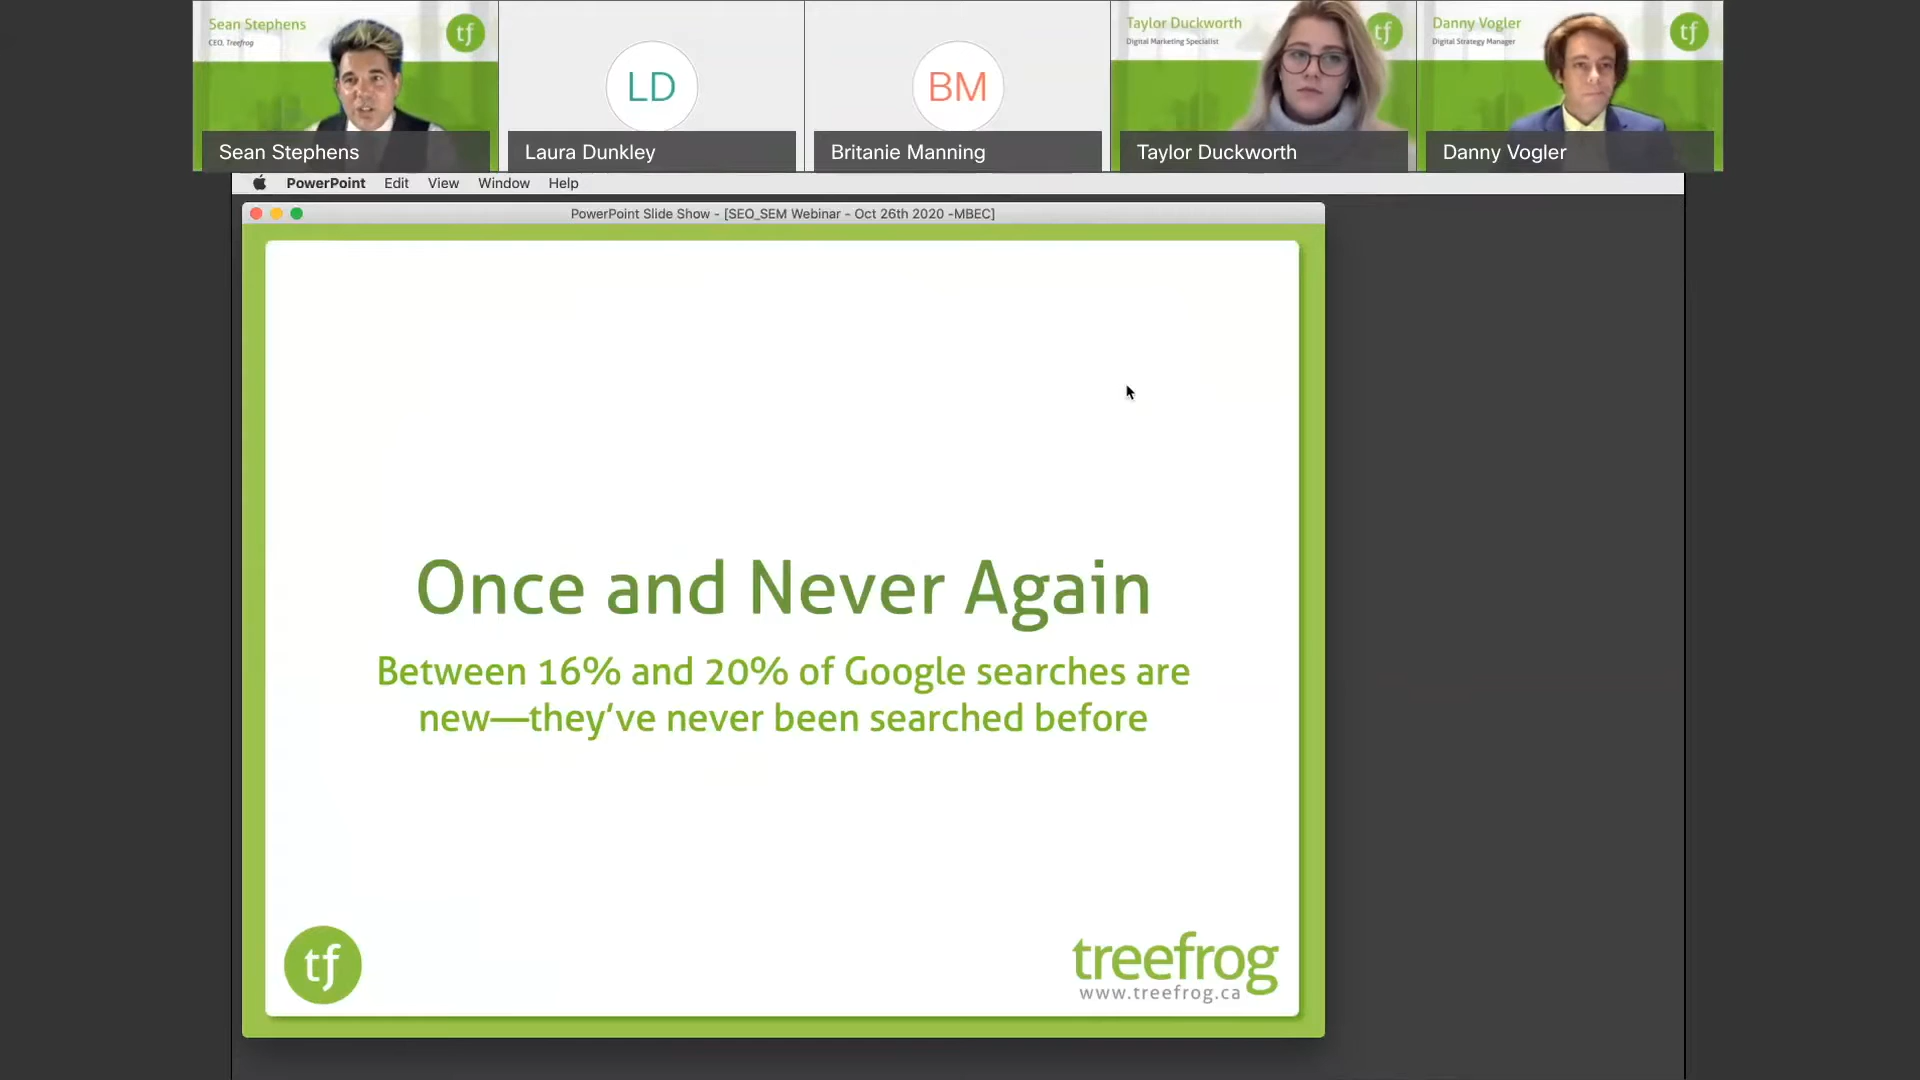 Sean Stephens
CEO, Treefrog
tf
Sean Stephens
LD
Laura Dunkley
BM
Britanie Manning
Taylor Duckworth
Digital Marketing Specialist
tf
Taylor Duckworth
Danny Vogler
Digital Strategy Manager
tf
Danny Vogler
PowerPoint Edit View Window Help
PowerPoint Slide Show - [SEO_SEM Webinar - Oct 26th 2020 -MBEC]
Once and Never Again
Between 16% and 20% of Google searches are
new—they've never been searched before
tf
treefrog
www.treefrog.ca